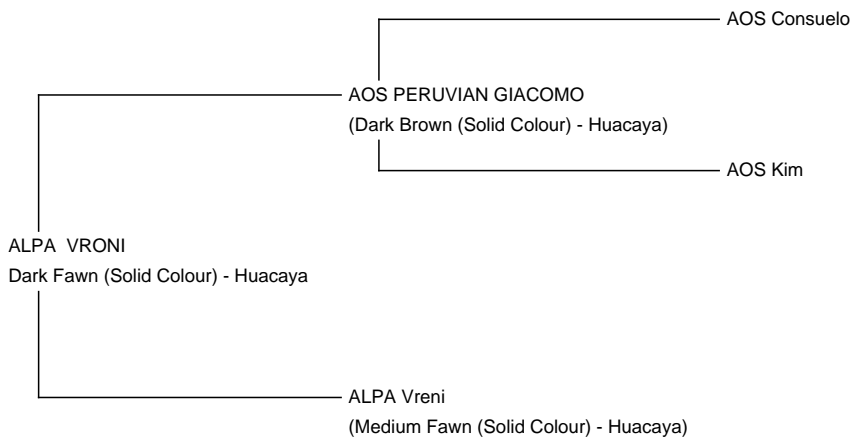 AOS Consuelo
AOS PERUVIAN GIACOMO
(Dark Brown (Solid Colour) - Huacaya)
AOS Kim
ALPA  VRONI
Dark Fawn (Solid Colour) - Huacaya
ALPA Vreni
(Medium Fawn (Solid Colour) - Huacaya)